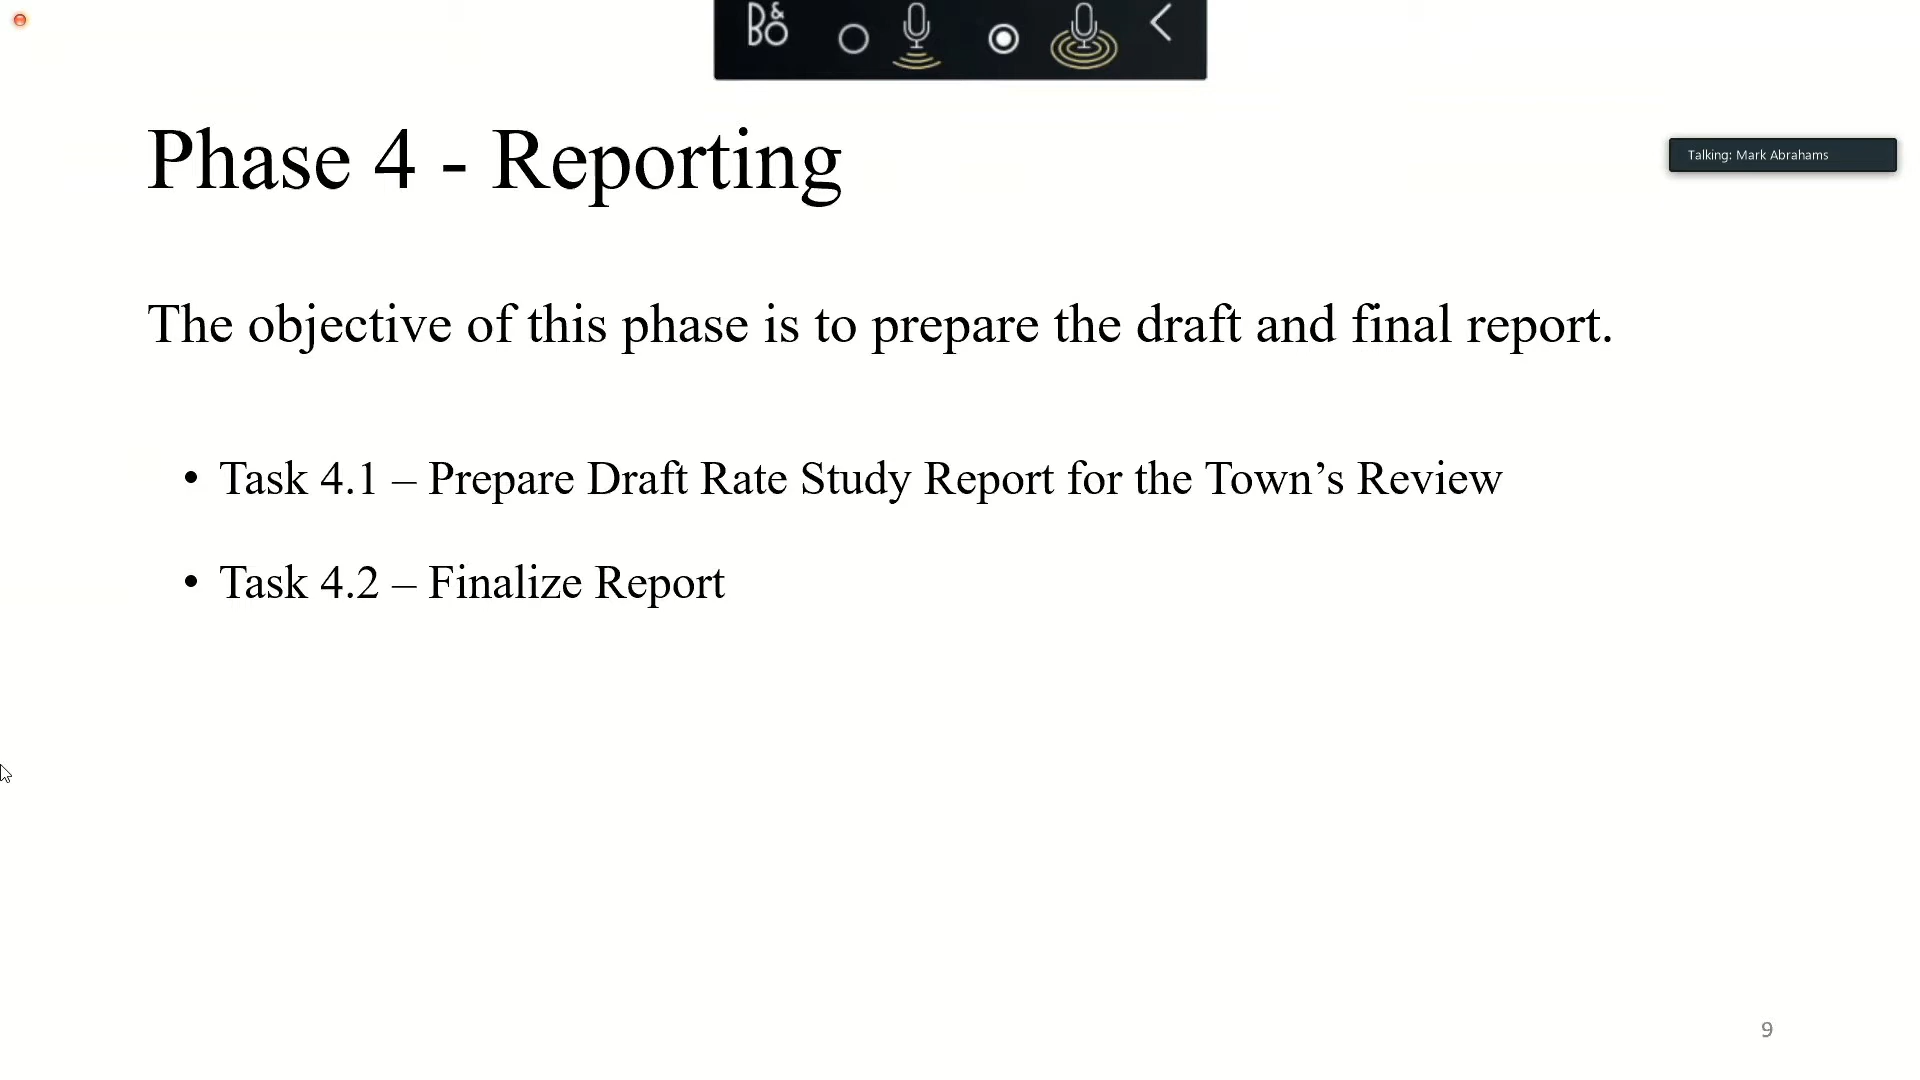 B&O
Phase 4 - Reporting
Talking: Mark Abrahams
The objective of this phase is to prepare the draft and final report.
• Task 4.1 – Prepare Draft Rate Study Report for the Town’s Review
• Task 4.2 – Finalize Report
9